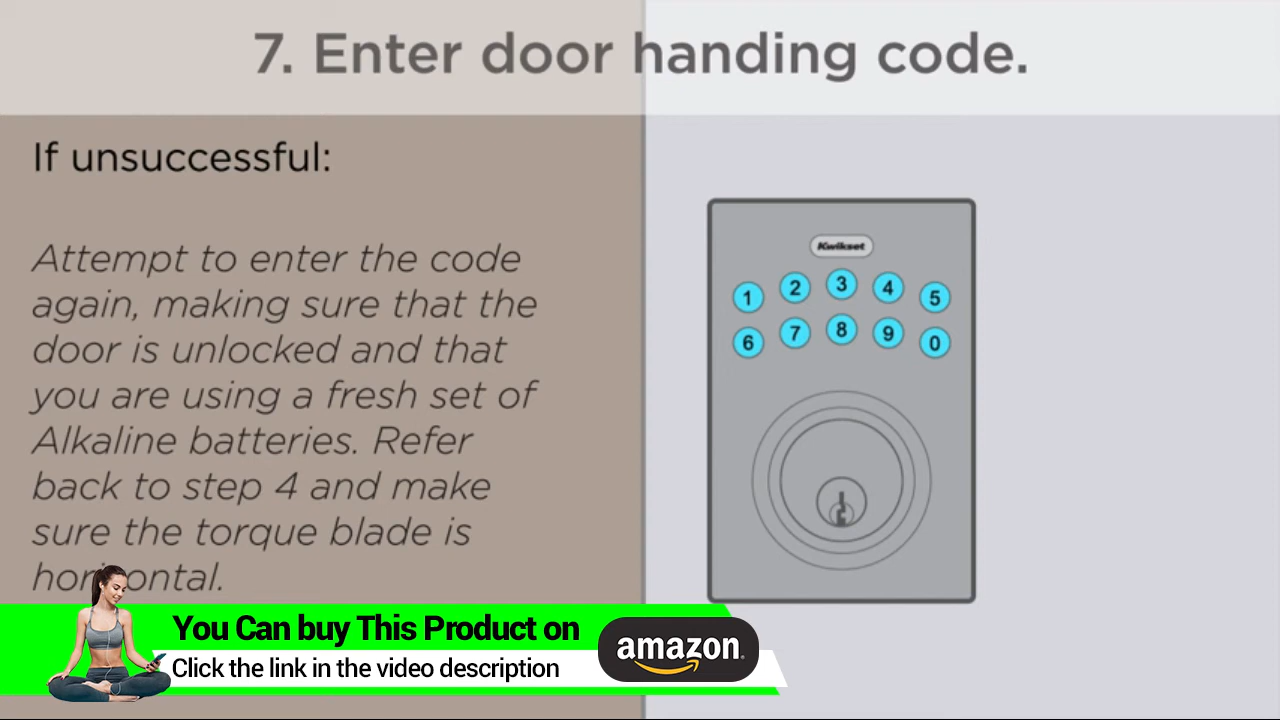 7. Enter door handing code.
If unsuccessful:
Attempt to enter the code
again, making sure that the
door is unlocked and that
you are using a fresh set of
Alkaline batteries. Refer
back to step 4 and make
sure the torque blade is
horizontal.
Kwikset
1 2 3 4 5
6 7 8 9 0
You Can buy This Product on
Click the link in the video description
amazon